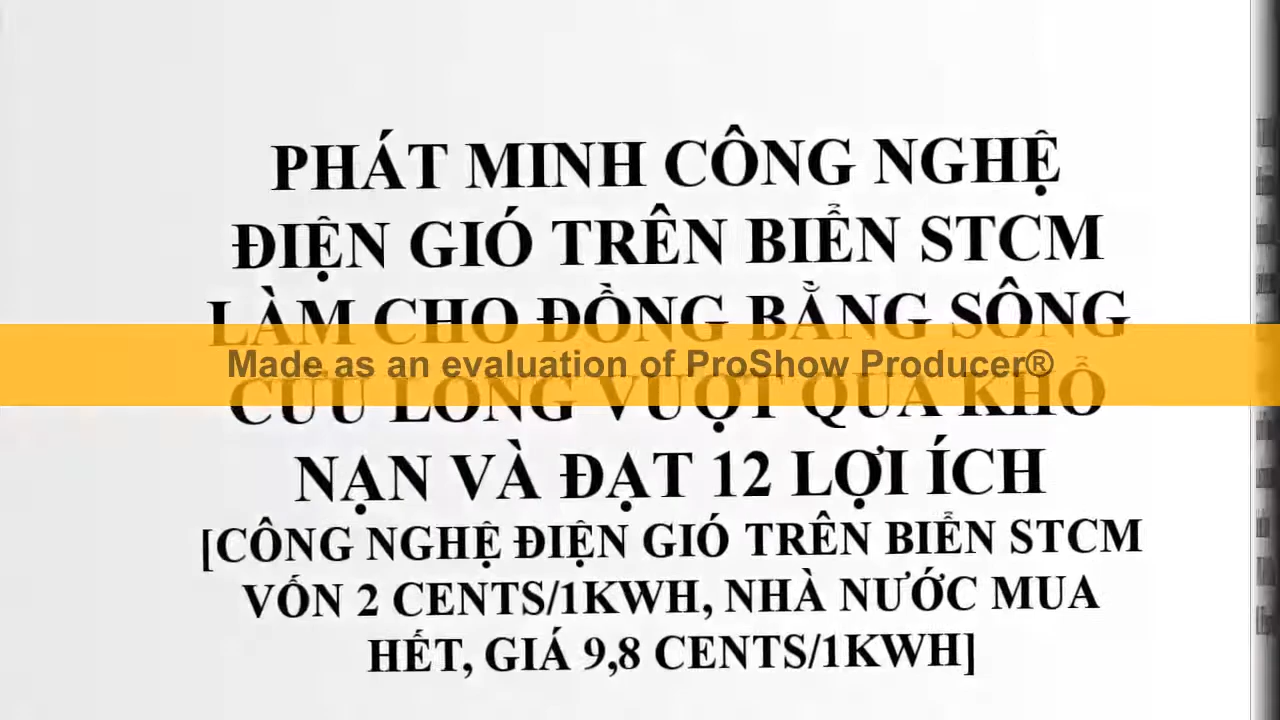 PHÁT MINH CÔNG NGHỆ
ĐIỆN GIÓ TRÊN BIỂN STCM
LÀM CHO ĐỒNG BẰNG SÔNG
Made as an evaluation of ProShow Producer®
CỬU LONG VƯỢT QUA KHỔ
NẠN VÀ ĐẠT 12 LỢI ÍCH
[CÔNG NGHỆ ĐIỆN GIÓ TRÊN BIỂN STCM
VỐN 2 CENTS/1KWH, NHÀ NƯỚC MUA
HẾT, GIÁ 9,8 CENTS/1KWH]